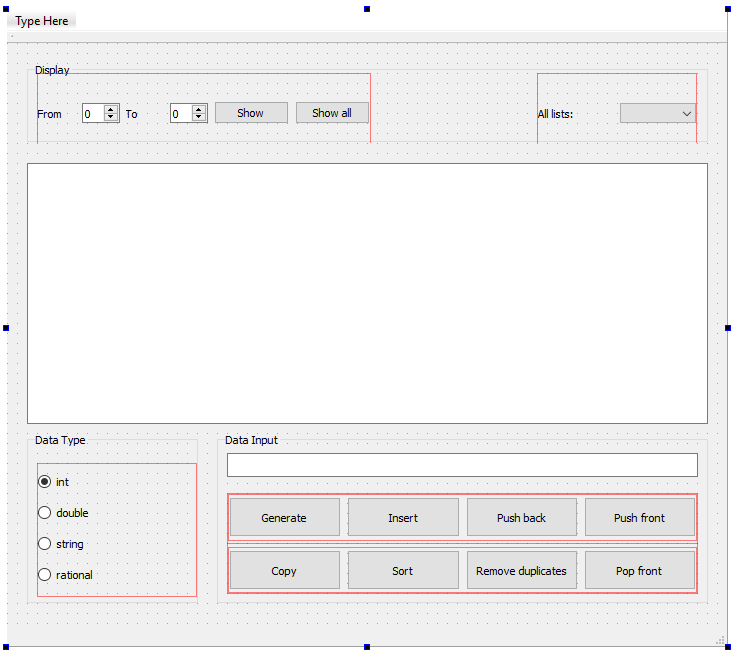 Type Here
Display
From 0 To 0 Show Show all All lists:
Data Type
int
double
string
rational
Data Input
Generate Insert Push back Push front
Copy Sort Remove duplicates Pop front